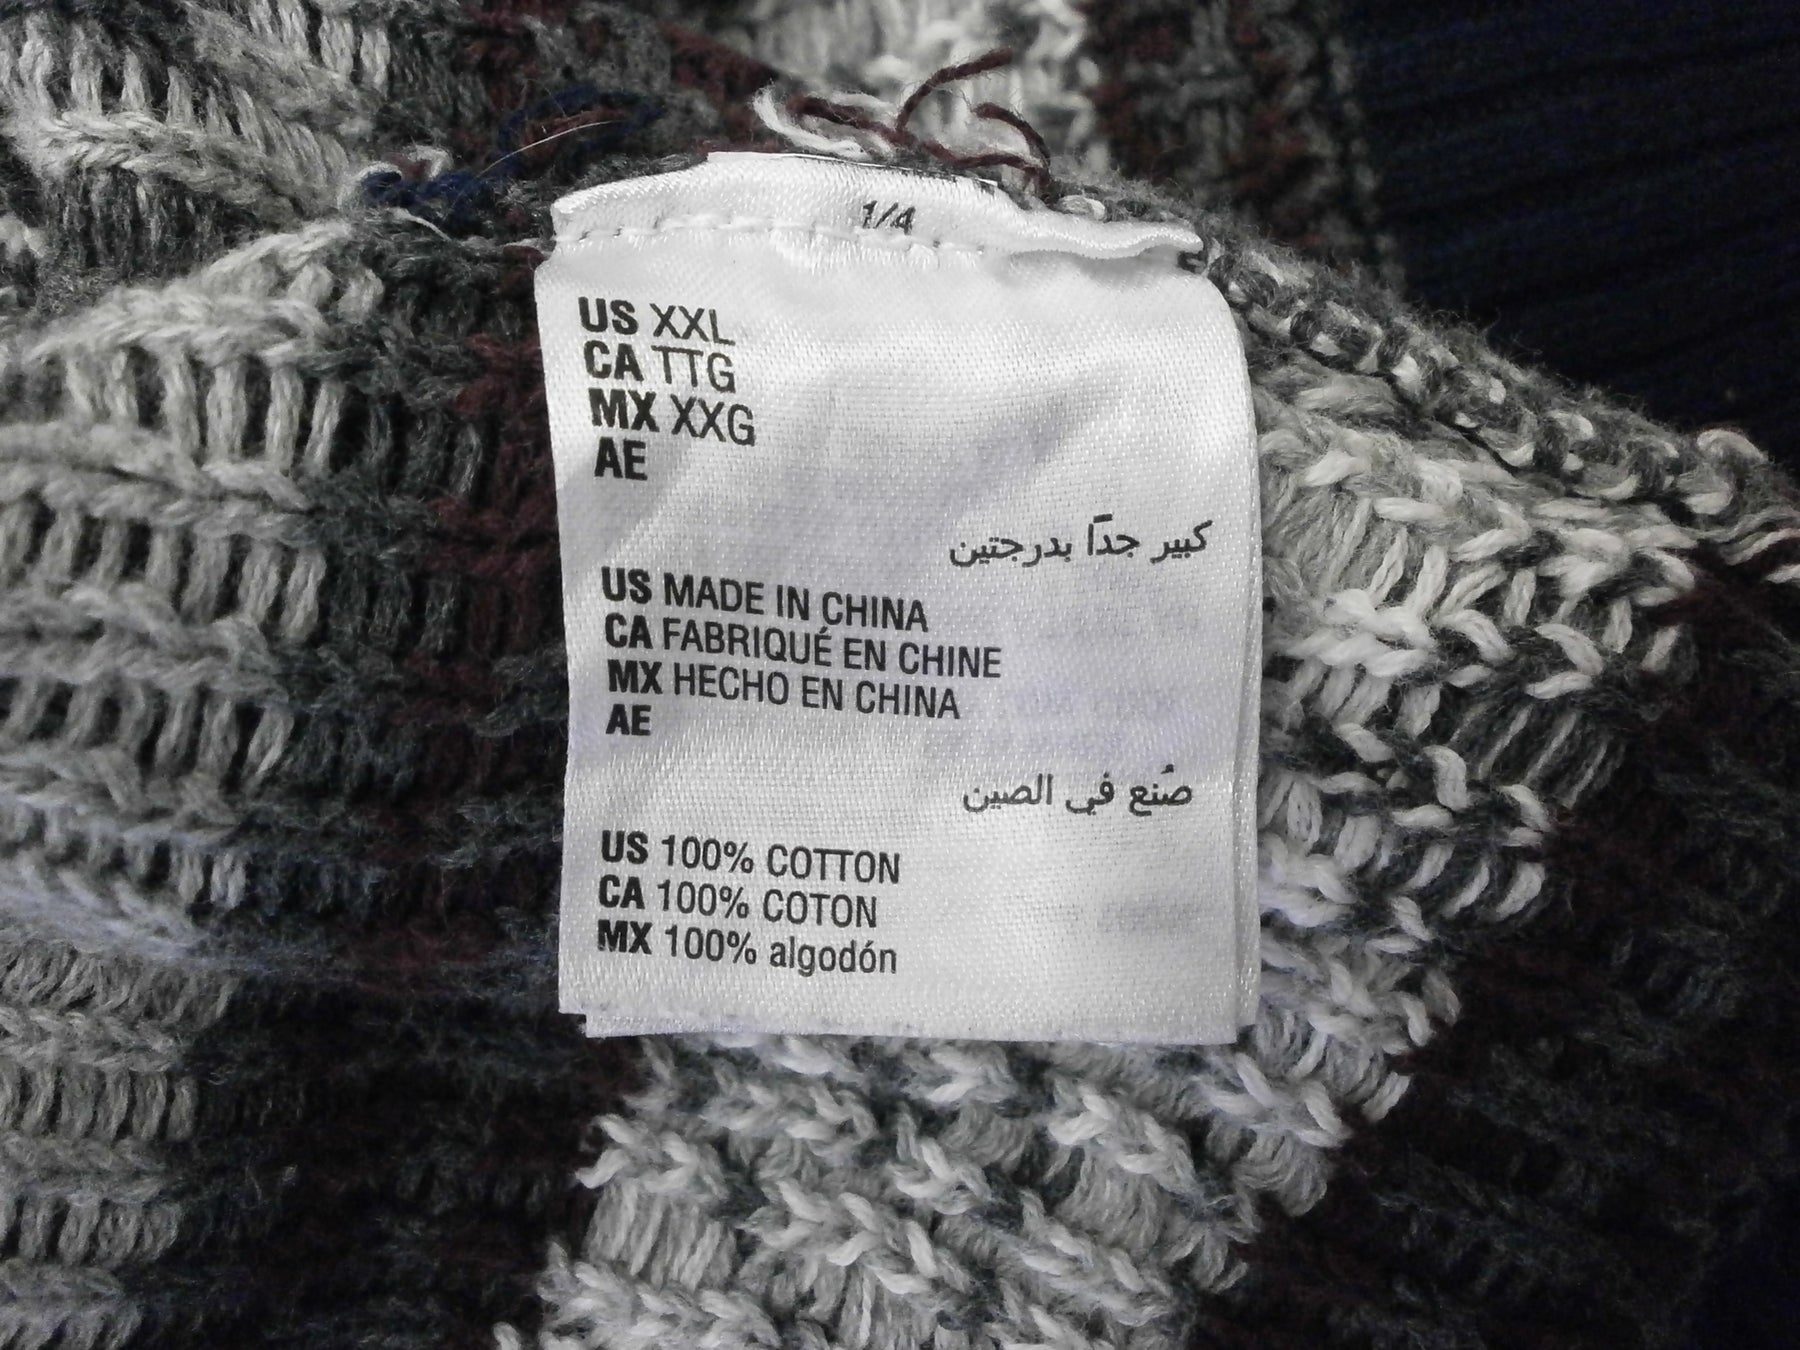 1/4
US XXL
CA TTG
MX XXG
AE
كبير جدًا بدرجتين
US MADE IN CHINA
CA FABRIQUÉ EN CHINE
MX HECHO EN CHINA
AE
صُنع في الصين
US 100% COTTON
CA 100% COTON
MX 100% algodón